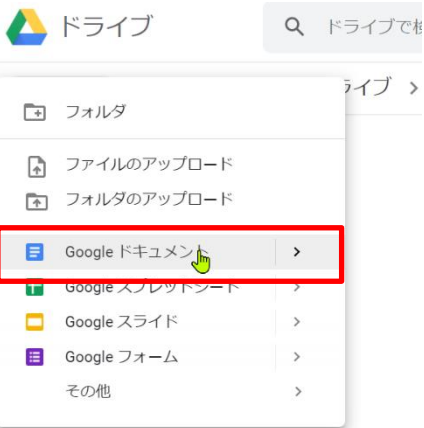 ドライブ
ドライブで検
ライブ >
フォルダ
ファイルのアップロード
フォルダのアップロード
Google ドキュメント
Google スプレッドシート
Google スライド
Google フォーム
その他